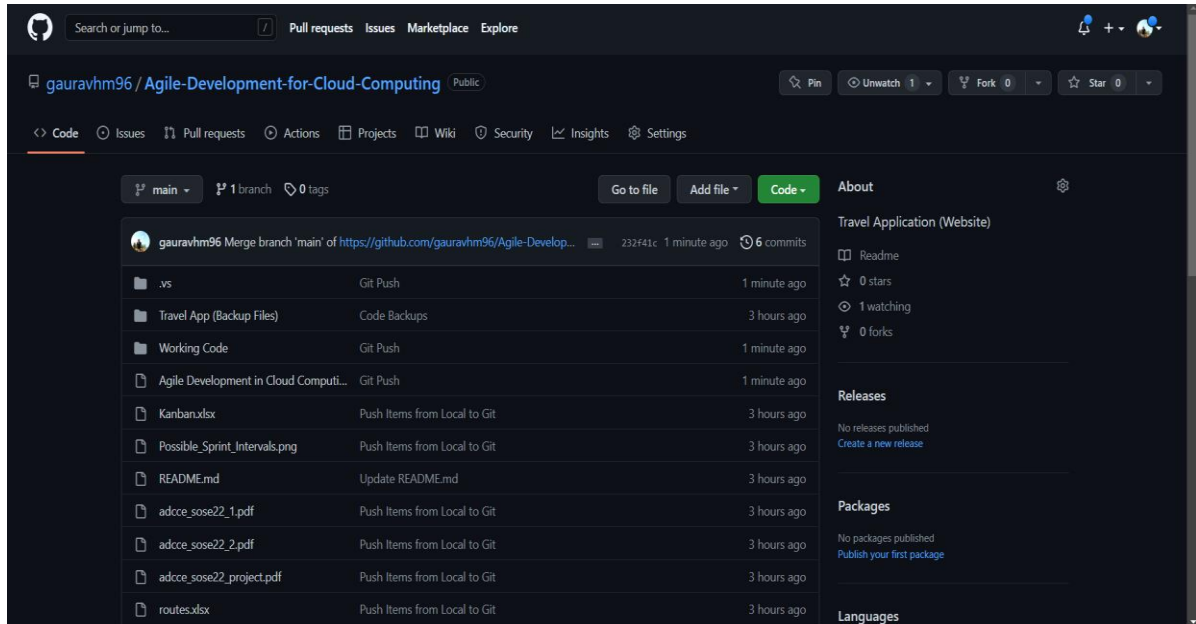 Search or jump to... / Pull requests Issues Marketplace Explore
gauravhm96 / Agile-Development-for-Cloud-Computing Public Pin Unwatch 1 Fork 0 Star 0
<> Code Issues Pull requests Actions Projects Wiki Security Insights Settings
main 1 branch 0 tags Go to file Add file Code
gauravhm96 Merge branch 'main' of https://github.com/gauravhm96/Agile-Develop... ... 232f41c 1 minute ago 6 commits
.vs Git Push 1 minute ago
Travel App (Backup Files) Code Backups 3 hours ago
Working Code Git Push 1 minute ago
Agile Development in Cloud Computi... Git Push 1 minute ago
Kanban.xlsx Push Items from Local to Git 3 hours ago
Possible_Sprint_Intervals.png Push Items from Local to Git 3 hours ago
README.md Update README.md 3 hours ago
adcce_sose22_1.pdf Push Items from Local to Git 3 hours ago
adcce_sose22_2.pdf Push Items from Local to Git 3 hours ago
adcce_sose22_project.pdf Push Items from Local to Git 3 hours ago
routes.xlsx Push Items from Local to Git 3 hours ago
About
Travel Application (Website)
Readme
0 stars
1 watching
0 forks
Releases
No releases published
Create a new release
Packages
No packages published
Publish your first package
Languages